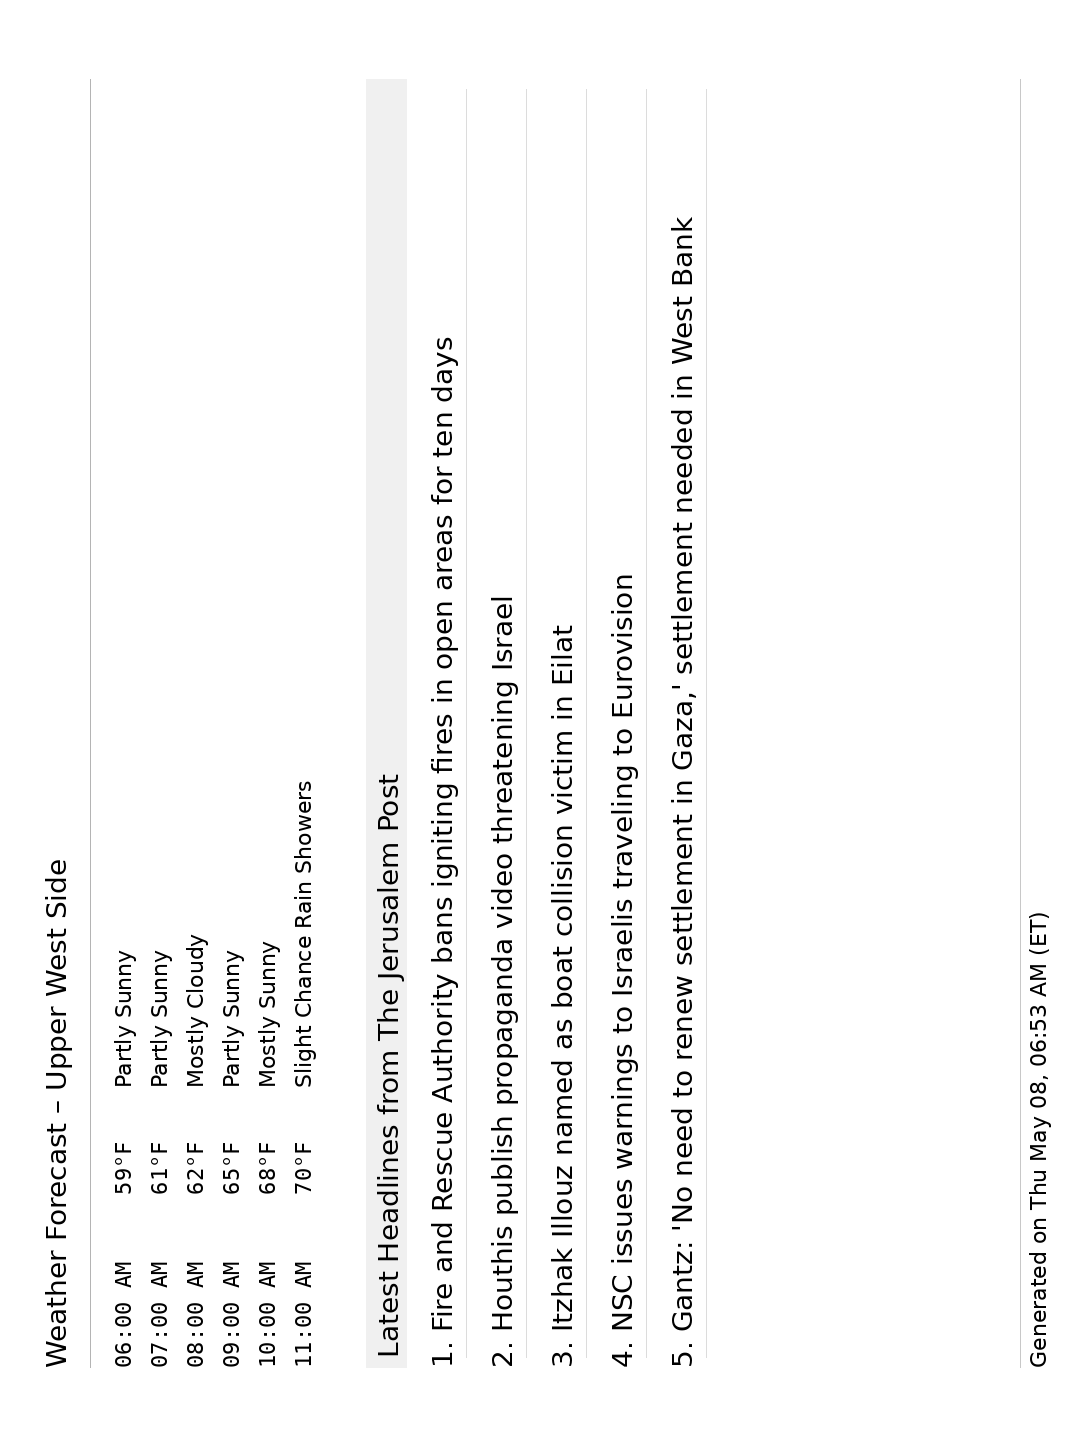 Weather Forecast – Upper West Side
06:00 AM 59°F Partly Sunny
07:00 AM 61°F Partly Sunny
08:00 AM 62°F Mostly Cloudy
09:00 AM 65°F Partly Sunny
10:00 AM 68°F Mostly Sunny
11:00 AM 70°F Slight Chance Rain Showers
Latest Headlines from The Jerusalem Post
1. Fire and Rescue Authority bans igniting fires in open areas for ten days
2. Houthis publish propaganda video threatening Israel
3. Itzhak Illouz named as boat collision victim in Eilat
4. NSC issues warnings to Israelis traveling to Eurovision
5. Gantz: 'No need to renew settlement in Gaza,' settlement needed in West Bank
Generated on Thu May 08, 06:53 AM (ET)